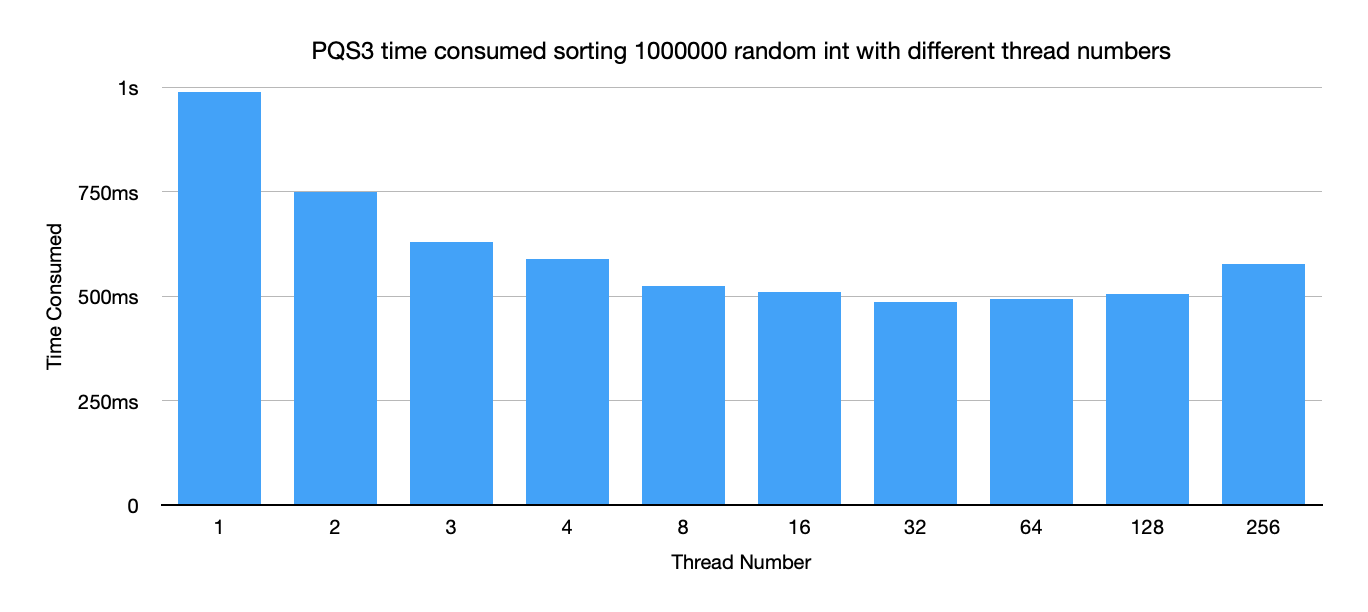 PQS3 time consumed sorting 1000000 random int with different thread numbers
1s
750ms
500ms
250ms
0
Time Consumed
1 2 3 4 8 16 32 64 128 256
Thread Number